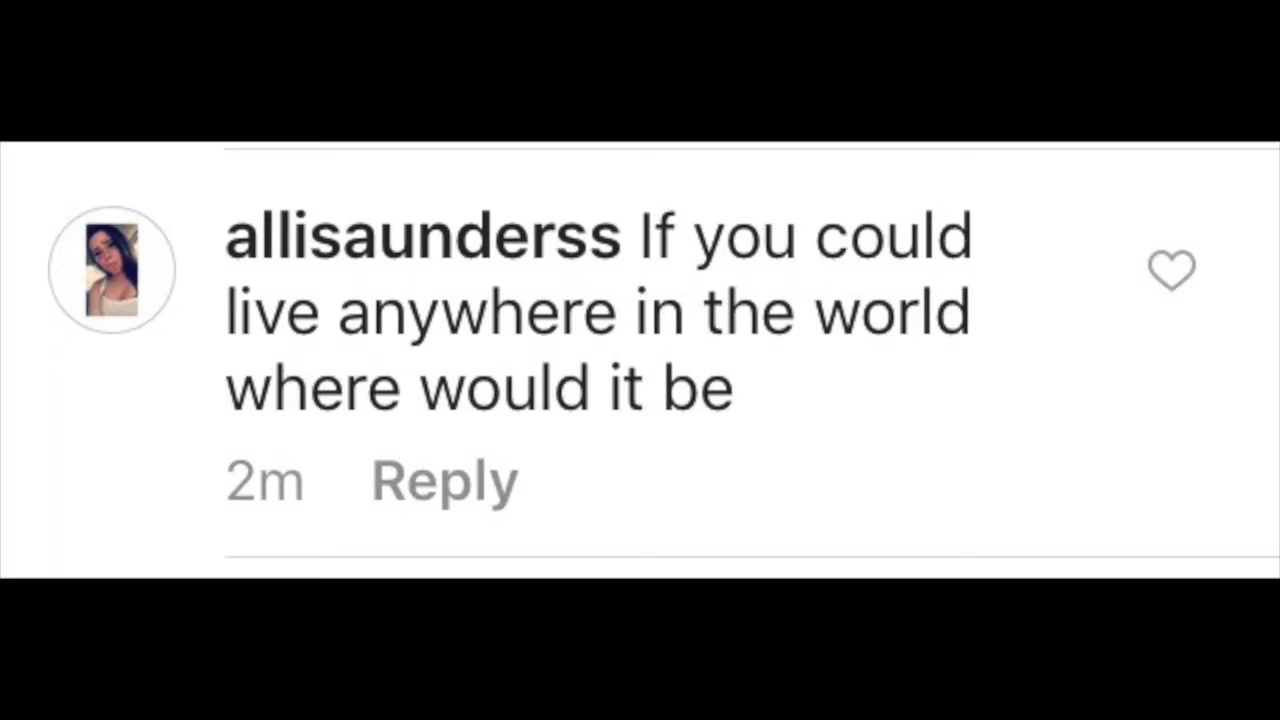 allisaunderss If you could
live anywhere in the world
where would it be
2m Reply